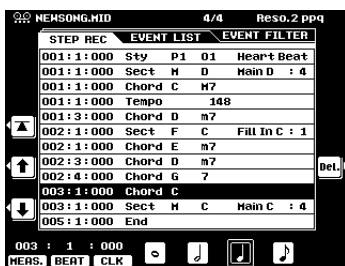 NEWSONG.MID 4/4 Reso.2 ppq
STEP REC EVENT LIST EVENT FILTER
001:1:000 Sty P1 01 Heart Beat
001:1:000 Sect M D Main D : 4
001:1:000 Chord C M7
001:1:000 Tempo 148
001:3:000 Chord D m7
002:1:000 Sect F C Fill In C : 1
002:1:000 Chord E m7
002:3:000 Chord D m7
002:4:000 Chord G 7
003:1:000 Chord C
003:1:000 Sect M C Main C : 4
005:1:000 End
Del.
003 : 1 : 000
MEAS. BEAT CLK